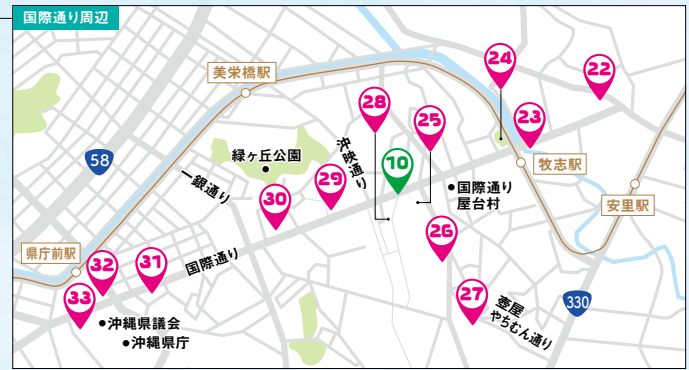 国際通り周辺
24
22
美栄橋駅
28
25
23
58
緑ヶ丘公園
沖映通り
10
牧志駅
一銀通り
29
国際通り
屋台村
30
安里駅
26
県庁前駅
国際通り
32
31
27
壺屋
やちむん通り
330
33
沖縄県議会
沖縄県庁